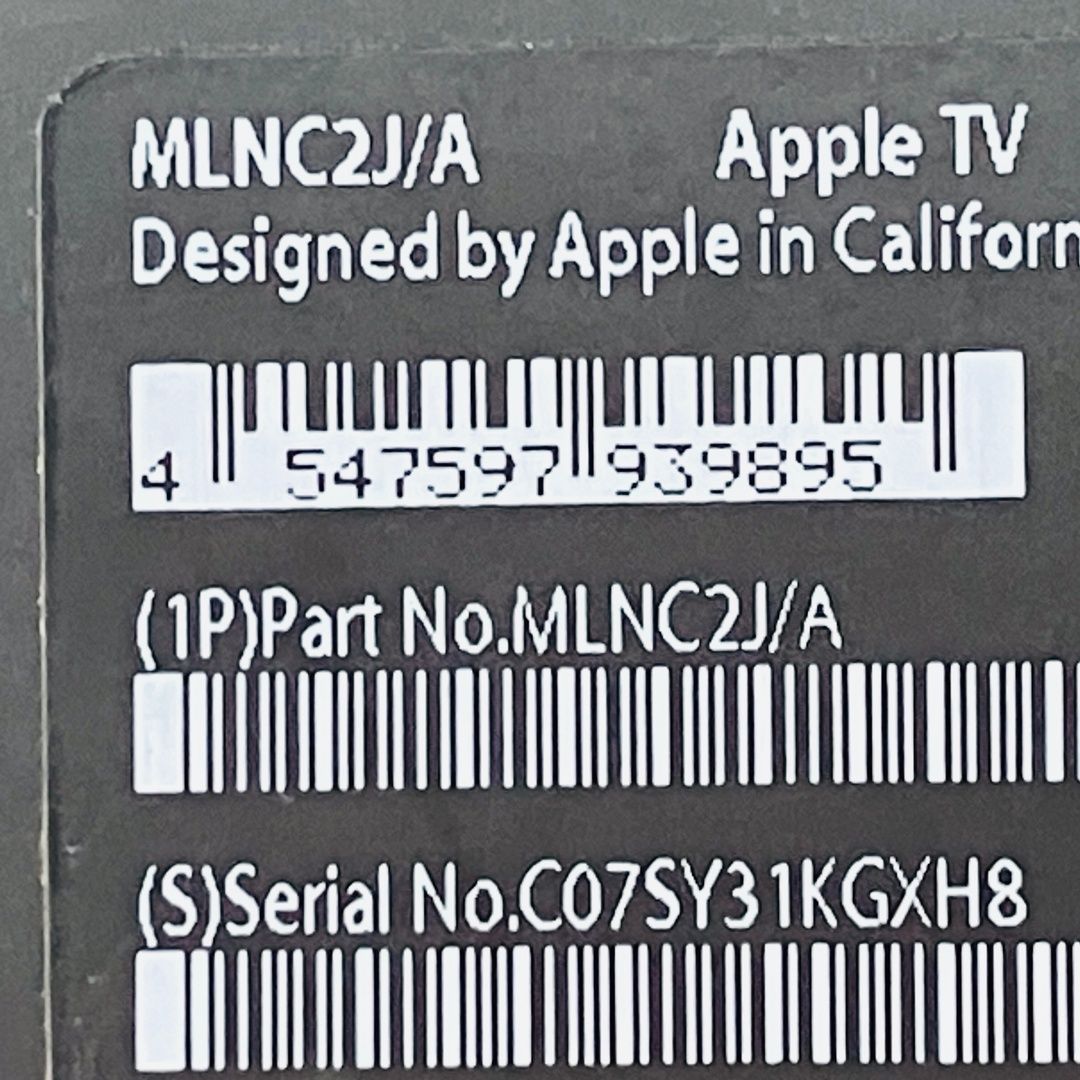 MLNC2J/A Apple TV
Designed by Apple in Californ
4 547597 939895
(1P)Part No.MLNC2J/A
(S)Serial No.C07SY31KGXH8